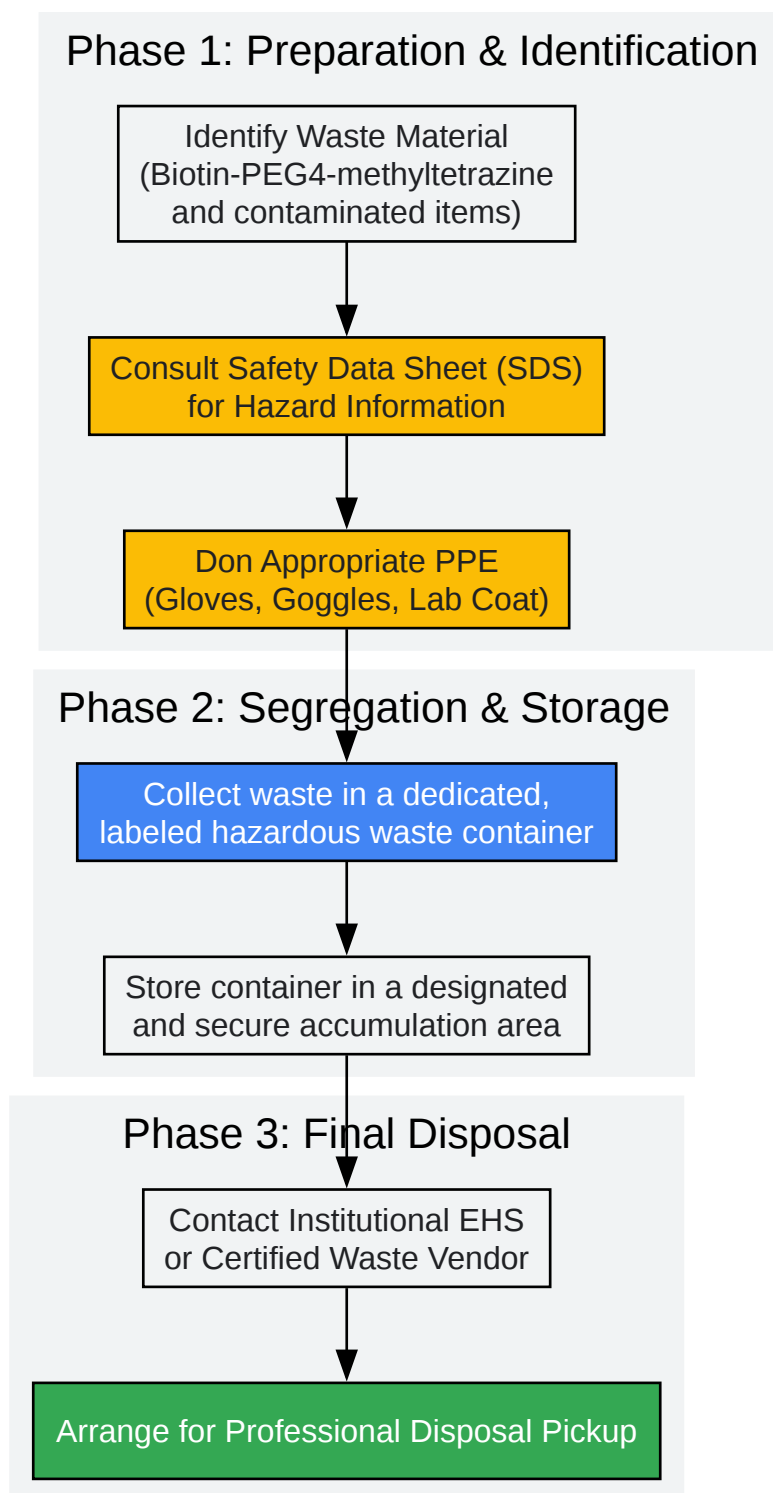 Phase 1: Preparation & Identification
Identify Waste Material
(Biotin-PEG4-methyltetrazine
and contaminated items)
Consult Safety Data Sheet (SDS)
for Hazard Information
Don Appropriate PPE
(Gloves, Goggles, Lab Coat)
Phase 2: Segregation & Storage
Collect waste in a dedicated,
labeled hazardous waste container
Store container in a designated
and secure accumulation area
Phase 3: Final Disposal
Contact Institutional EHS
or Certified Waste Vendor
Arrange for Professional Disposal Pickup